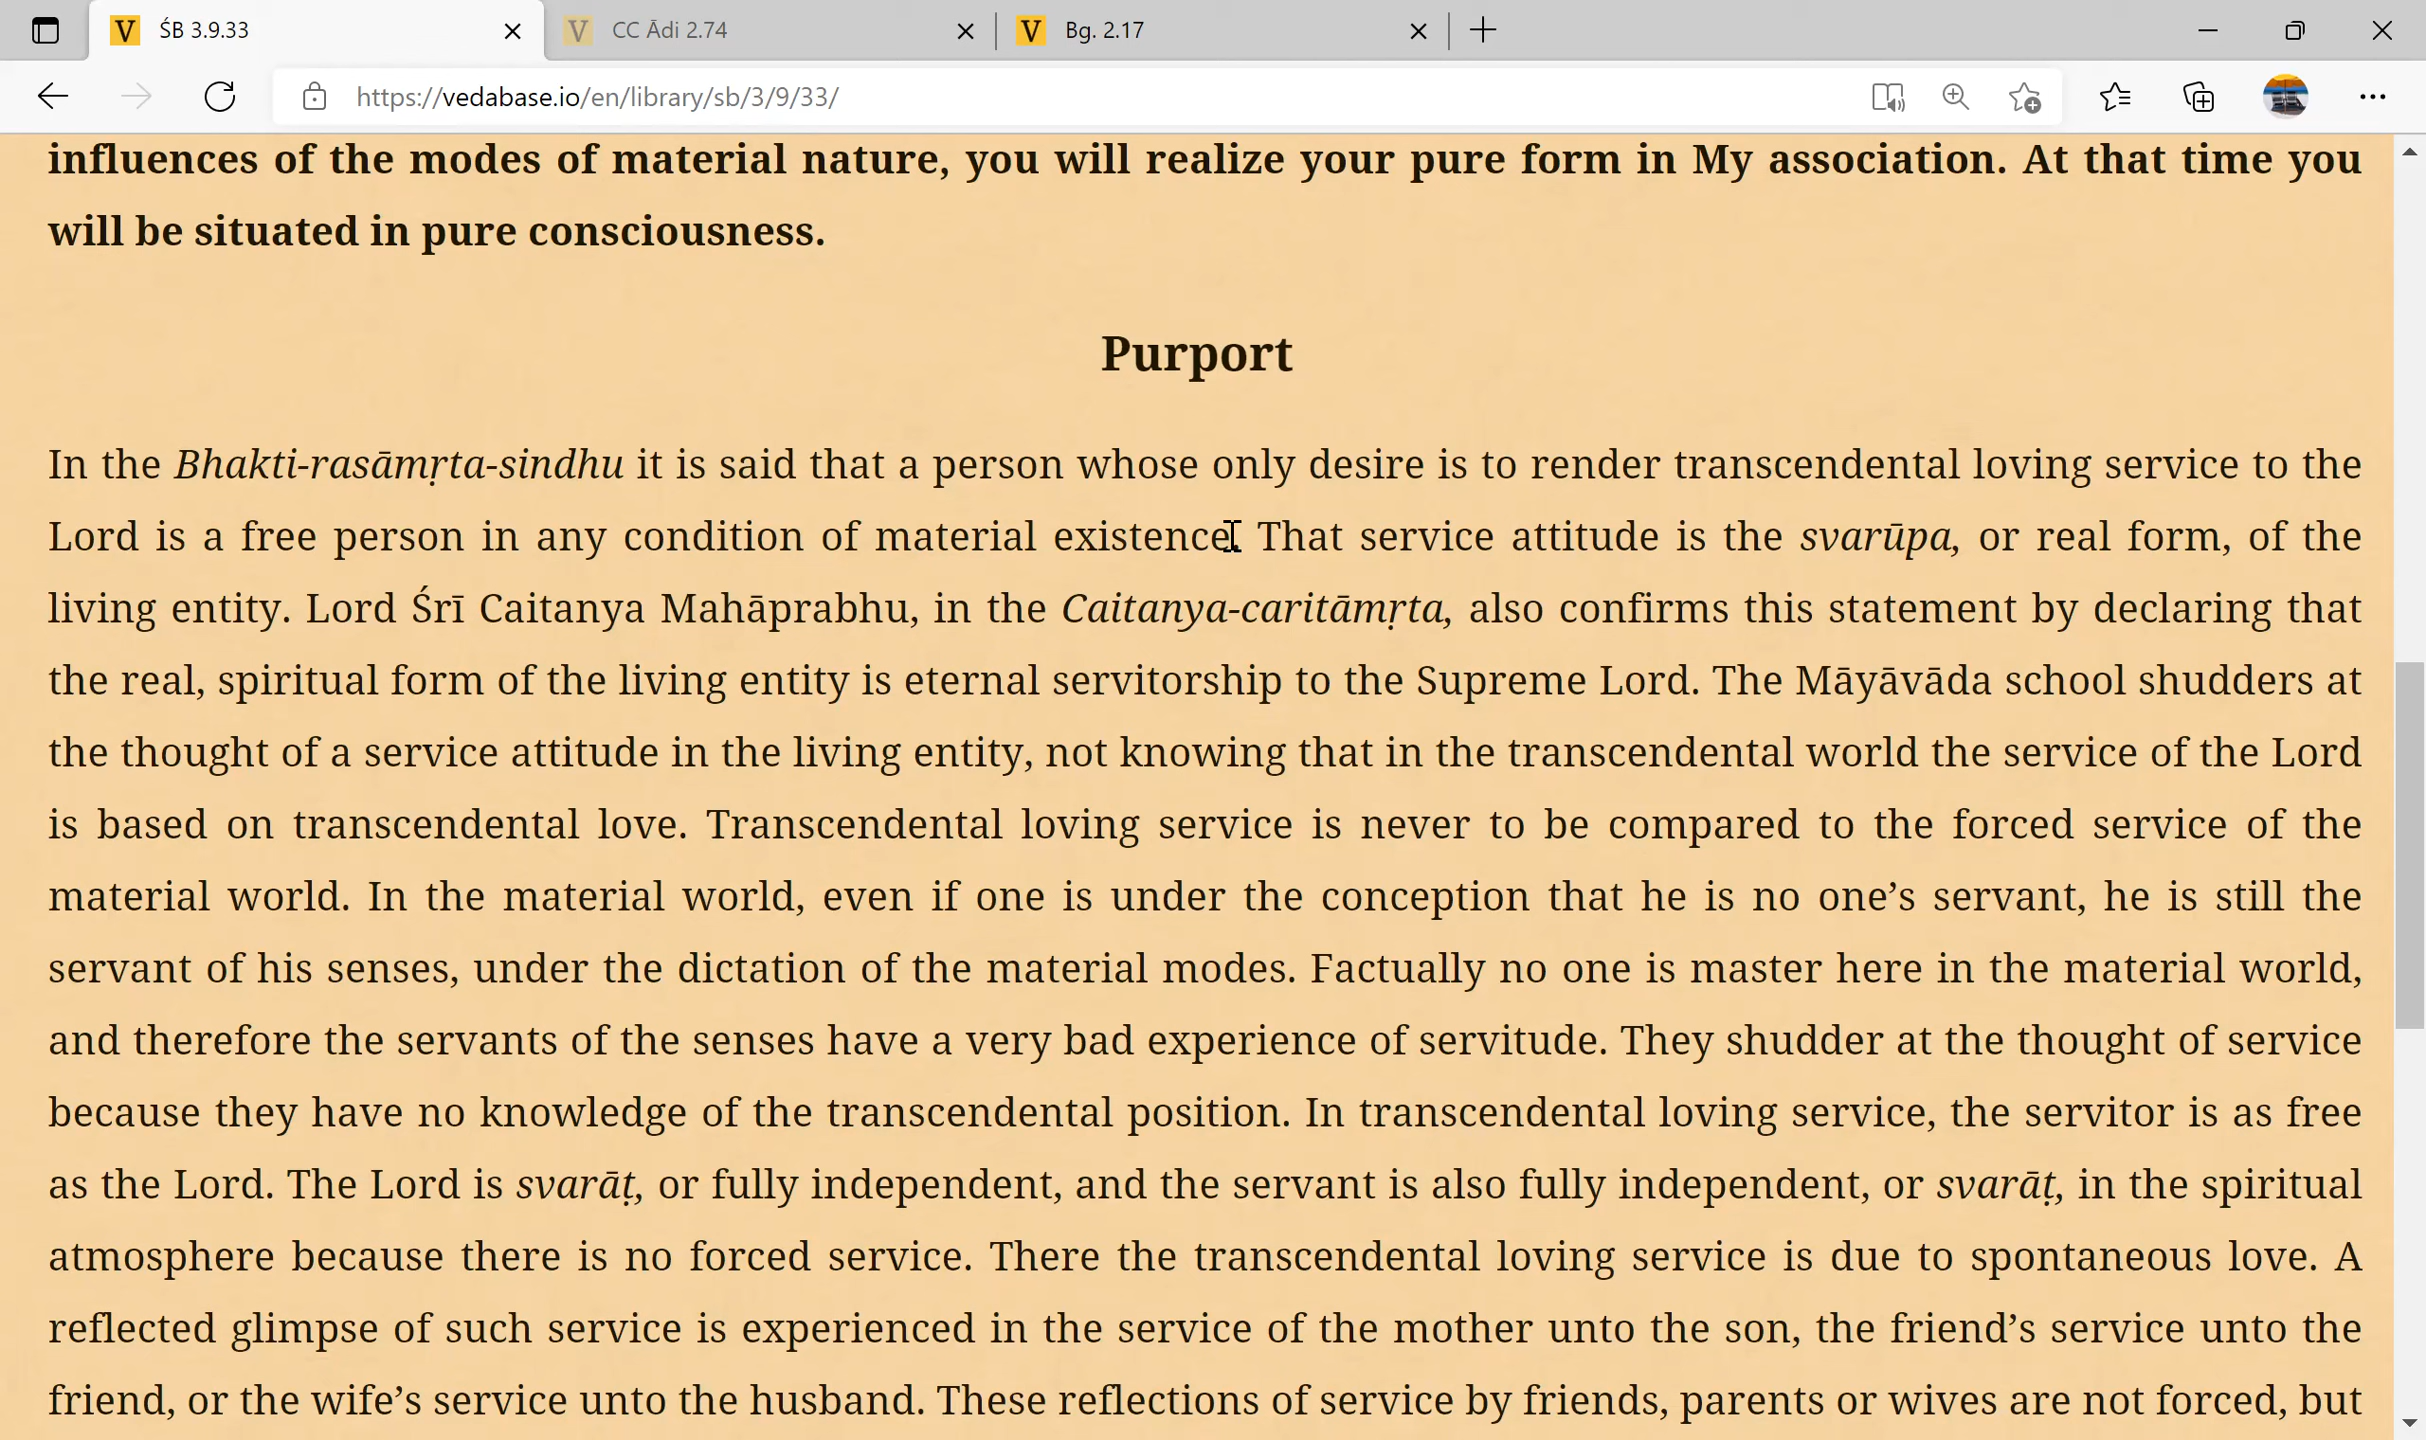 ŚB 3.9.33
CC Ādi 2.74
Bg. 2.17
https://vedabase.io/en/library/sb/3/9/33/
influences of the modes of material nature, you will realize your pure form in My association. At that time you
will be situated in pure consciousness.
Purport
In the Bhakti-rasāmṛta-sindhu it is said that a person whose only desire is to render transcendental loving service to the
Lord is a free person in any condition of material existence. That service attitude is the svarūpa, or real form, of the
living entity. Lord Śrī Caitanya Mahāprabhu, in the Caitanya-caritāmṛta, also confirms this statement by declaring that
the real, spiritual form of the living entity is eternal servitorship to the Supreme Lord. The Māyāvāda school shudders at
the thought of a service attitude in the living entity, not knowing that in the transcendental world the service of the Lord
is based on transcendental love. Transcendental loving service is never to be compared to the forced service of the
material world. In the material world, even if one is under the conception that he is no one’s servant, he is still the
servant of his senses, under the dictation of the material modes. Factually no one is master here in the material world,
and therefore the servants of the senses have a very bad experience of servitude. They shudder at the thought of service
because they have no knowledge of the transcendental position. In transcendental loving service, the servitor is as free
as the Lord. The Lord is svarāṭ, or fully independent, and the servant is also fully independent, or svarāṭ, in the spiritual
atmosphere because there is no forced service. There the transcendental loving service is due to spontaneous love. A
reflected glimpse of such service is experienced in the service of the mother unto the son, the friend’s service unto the
friend, or the wife’s service unto the husband. These reflections of service by friends, parents or wives are not forced, but